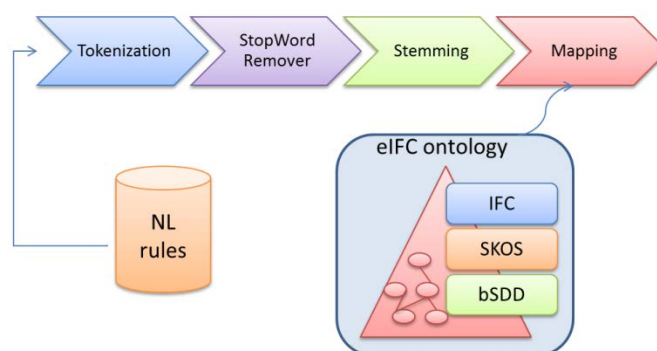 Tokenization
StopWord
Remover
Stemming
Mapping
eIFC ontology
IFC
SKOS
bSDD
NL
rules